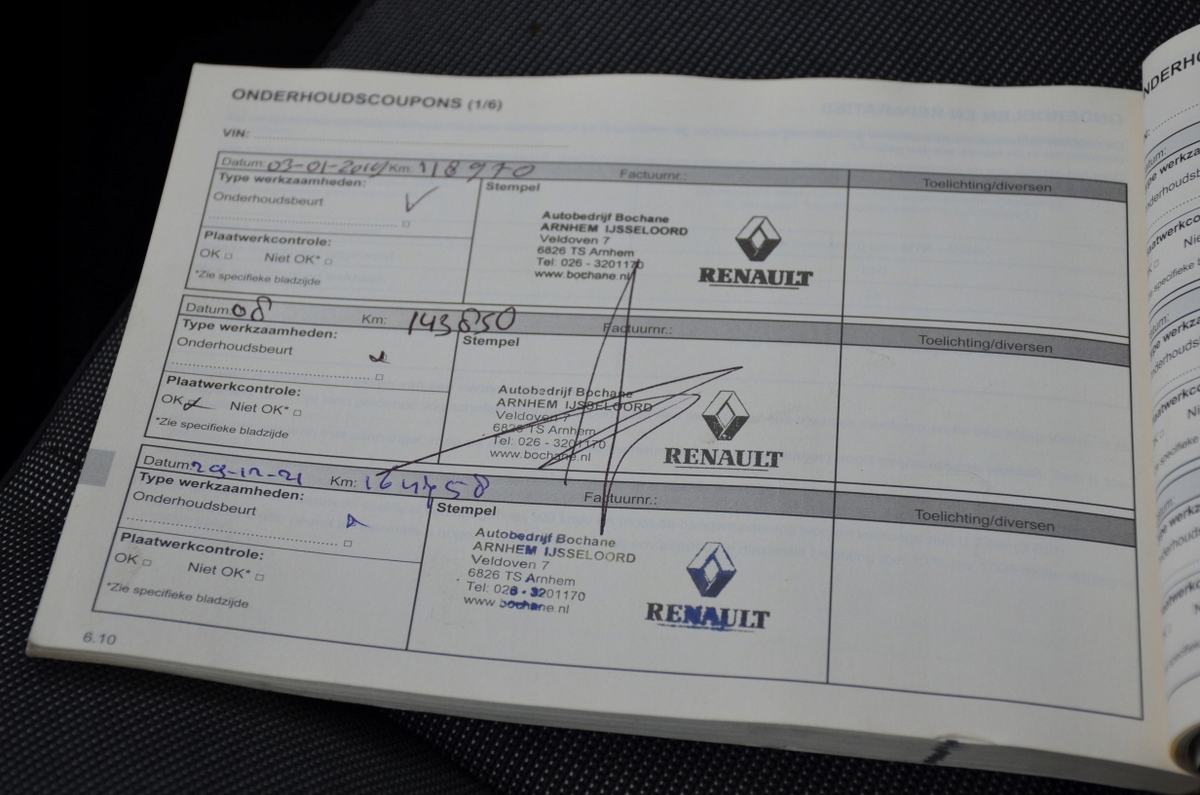 ONDERHOUDSCOUPONS (1/6)
VIN:
Datum: 03-01-2019 Km: 118970 Factuurnr.: Toelichting/diversen
Type werkzaamheden: Stempel
Onderhoudsbeurt
Plaatwerkcontrole:
OK □ Niet OK* □
*Zie specifieke bladzijde
Autobedrijf Bochane
ARNHEM IJSSELOORD
Veldoven 7
6826 TS Arnhem
Tel: 026 - 3201170
www.bochane.nl
RENAULT
Datum: 08 Km: 143850 Factuurnr.: Toelichting/diversen
Type werkzaamheden: Stempel
Onderhoudsbeurt
Plaatwerkcontrole:
OK □ Niet OK* □
*Zie specifieke bladzijde
Autobedrijf Bochane
ARNHEM IJSSELOORD
Veldoven 7
6826 TS Arnhem
Tel: 026 - 3201170
www.bochane.nl
RENAULT
Datum: 29-12-21 Km: 164458 Factuurnr.: Toelichting/diversen
Type werkzaamheden: Stempel
Onderhoudsbeurt
Plaatwerkcontrole:
OK □ Niet OK* □
*Zie specifieke bladzijde
Autobedrijf Bochane
ARNHEM IJSSELOORD
Veldoven 7
6826 TS Arnhem
Tel: 026 - 3201170
www.bochane.nl
RENAULT
6.10